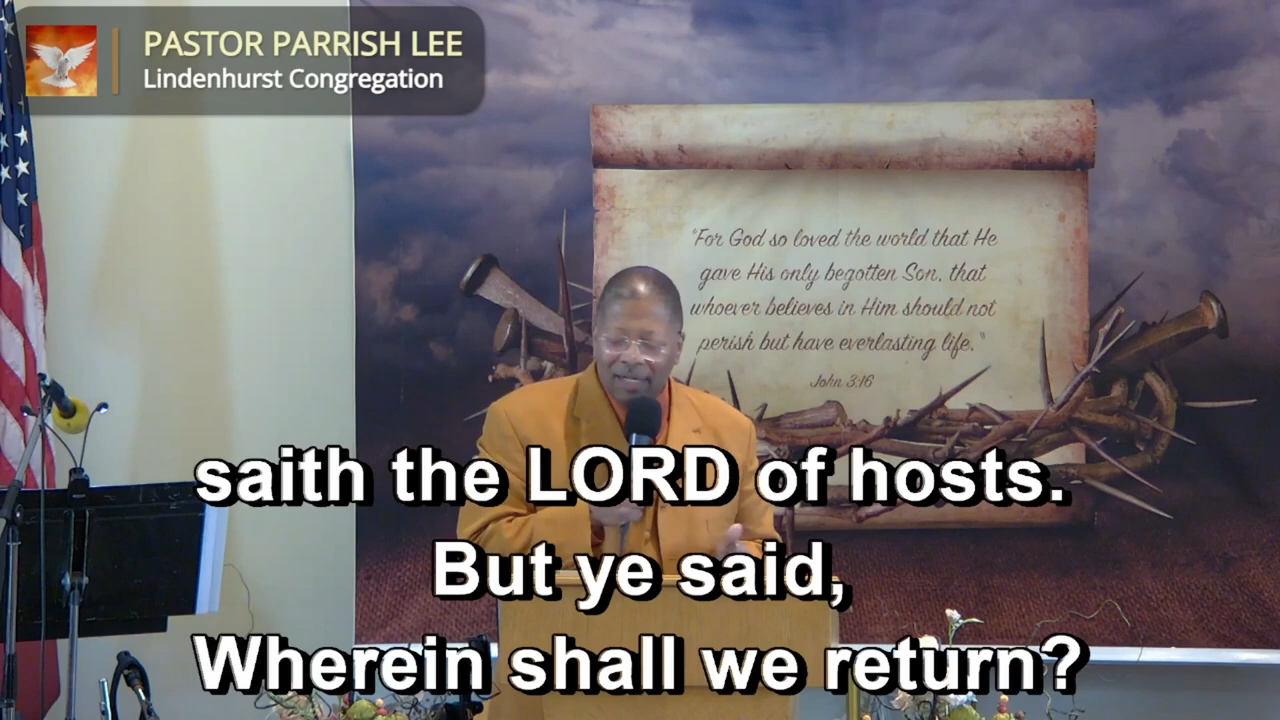 PASTOR PARRISH LEE
Lindenhurst Congregation
"For God so loved the world that He
gave His only begotten Son, that
whoever believes in Him should not
perish but have everlasting life."
John 3:16
saith the LORD of hosts.
But ye said,
Wherein shall we return?